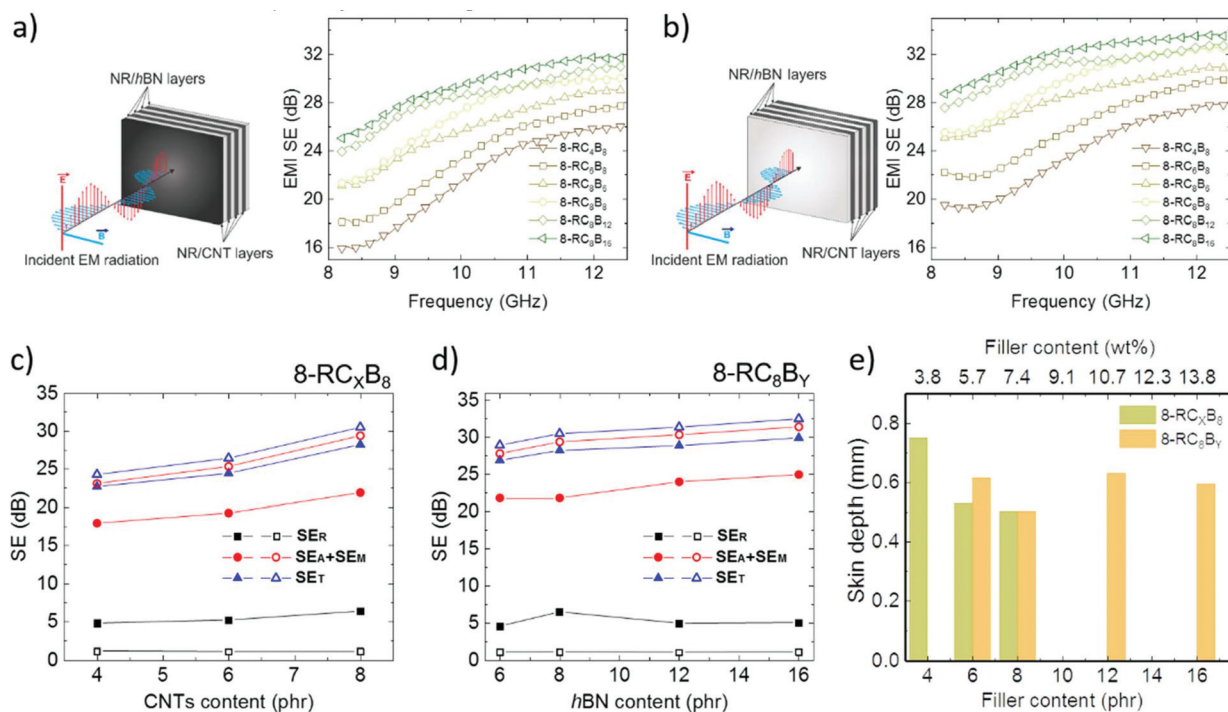 a)
NR/hBN layers
E
B
Incident EM radiation
NR/CNT layers
EMI SE (dB)
32
28
24
20
16
8-RC₄B₈
8-RC₆B₈
8-RC₈B₆
8-RC₈B₈
8-RC₈B₁₂
8-RC₈B₁₆
8 9 10 11 12
Frequency (GHz)
b)
NR/hBN layers
E
B
Incident EM radiation
NR/CNT layers
EMI SE (dB)
32
28
24
20
16
8-RC₄B₈
8-RC₆B₈
8-RC₈B₆
8-RC₈B₈
8-RC₈B₁₂
8-RC₈B₁₆
8 9 10 11 12
Frequency (GHz)
c)
8-RCₓB₈
SE (dB)
35
30
25
20
15
10
5
0
SER
SEA+SEM
SET
4 5 6 7 8
CNTs content (phr)
d)
8-RC₈BY
SE (dB)
35
30
25
20
15
10
5
0
SER
SEA+SEM
SET
6 8 10 12 14 16
hBN content (phr)
e)
Filler content (wt%)
3.8 5.7 7.4 9.1 10.7 12.3 13.8
Skin depth (mm)
0.8
0.6
0.4
0.2
0.0
8-RCₓB₈
8-RC₈BY
4 6 8 10 12 14 16
Filler content (phr)